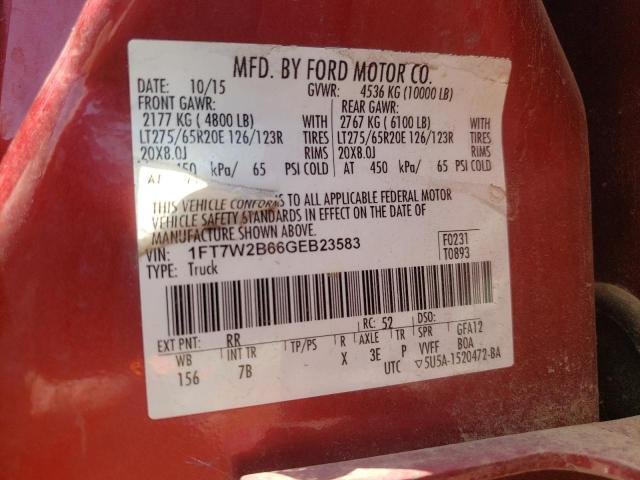 MFD. BY FORD MOTOR CO.
DATE: 10/15 GVWR: 4536 KG (10000 LB)
FRONT GAWR: REAR GAWR:
2177 KG ( 4800 LB) WITH 2767 KG ( 6100 LB) WITH
LT275/65R20E 126/123R TIRES LT275/65R20E 126/123R TIRES
20X8.0J RIMS 20X8.0J RIMS
AT kPa/ 65 PSI COLD AT 450 kPa/ 65 PSI COLD
THIS VEHICLE CONFORMS TO ALL APPLICABLE FEDERAL MOTOR
VEHICLE SAFETY STANDARDS IN EFFECT ON THE DATE OF
MANUFACTURE SHOWN ABOVE.
VIN: 1FT7W2B66GEB23583 F0231
TYPE: Truck T0893
RC: 52 DSO:
EXT PNT: RR
WB INT TR TP/PS R AXLE TR SPR GFA12
156 7B X 3E P VVFF BOA
UTC ▽5U5A-1520472-BA